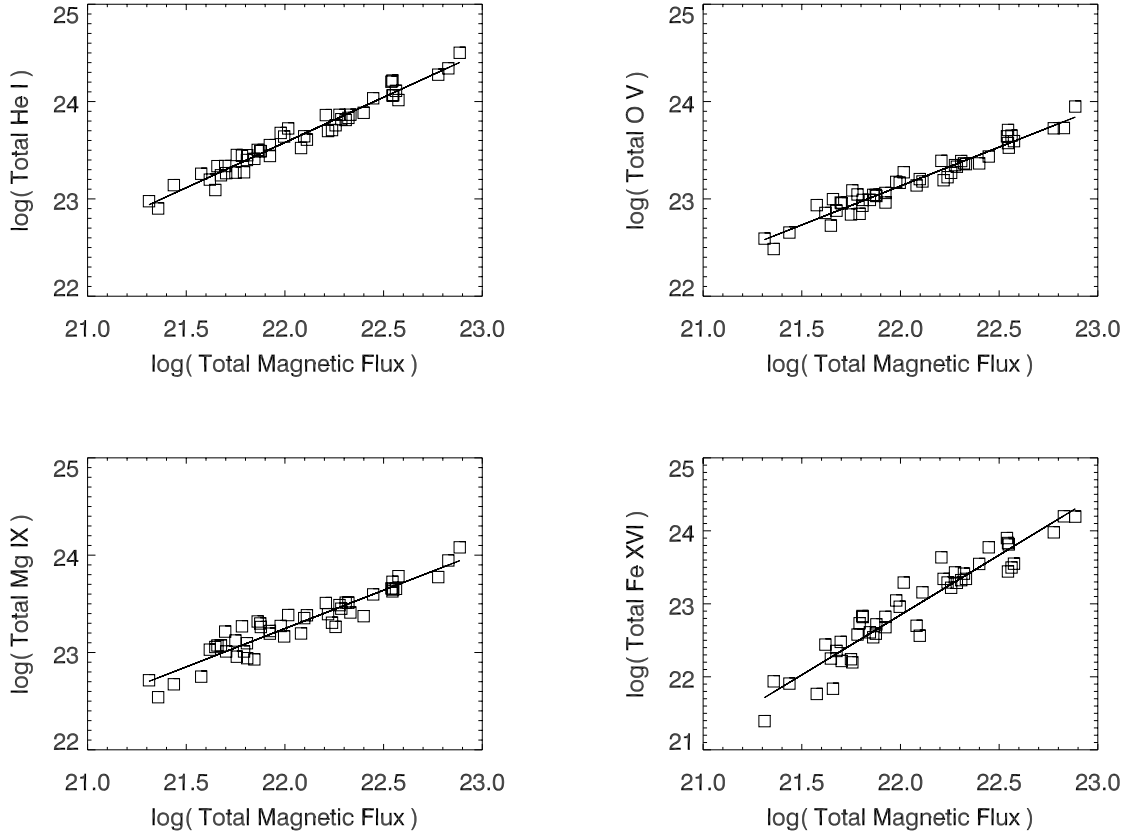 25
24
23
22
log( Total He I )
21.0 21.5 22.0 22.5 23.0
log( Total Magnetic Flux )
25
24
23
22
log( Total O V )
21.0 21.5 22.0 22.5 23.0
log( Total Magnetic Flux )
25
24
23
22
log( Total Mg IX )
21.0 21.5 22.0 22.5 23.0
log( Total Magnetic Flux )
25
24
23
22
21
log( Total Fe XVI )
21.0 21.5 22.0 22.5 23.0
log( Total Magnetic Flux )